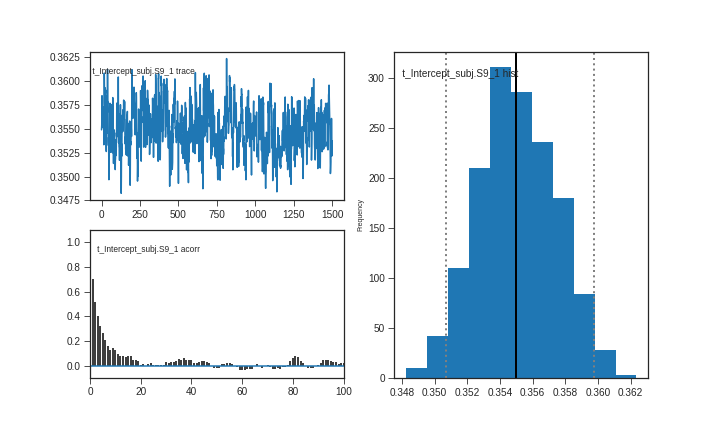 t_Intercept_subj.S9_1 trace
0.3625
0.3600
0.3575
0.3550
0.3525
0.3500
0.3475
0 250 500 750 1000 1250 1500
t_Intercept_subj.S9_1 acorr
1.0
0.8
0.6
0.4
0.2
0.0
0 20 40 60 80 100
t_Intercept_subj.S9_1 hist
Frequency
300
250
200
150
100
50
0
0.348 0.350 0.352 0.354 0.356 0.358 0.360 0.362